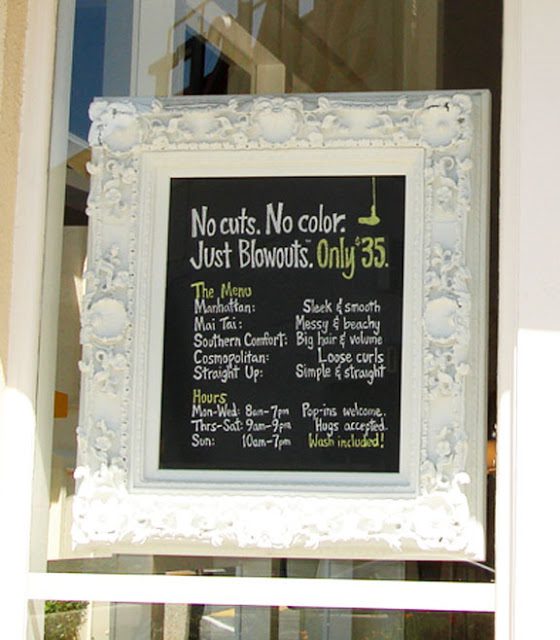 No cuts. No color.
Just Blowouts.™ Only $35.
The Menu
Manhattan: Sleek & smooth
Mai Tai: Messy & beachy
Southern Comfort: Big hair & volume
Cosmopolitan: Loose curls
Straight Up: Simple & straight
Hours
Mon-Wed: 8am-7pm Pop-ins welcome.
Thrs-Sat: 9am-9pm Hugs accepted.
Sun: 10am-7pm Wash included!